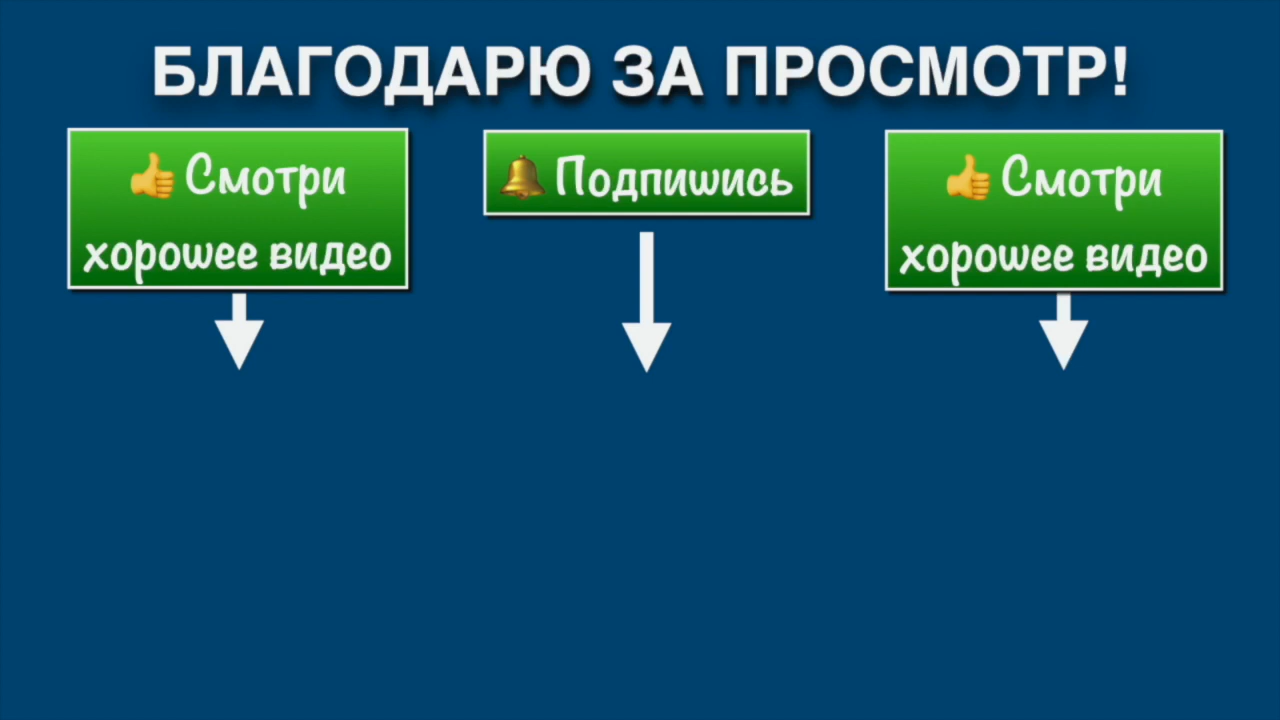 БЛАГОДАРЮ ЗА ПРОСМОТР!
👍 Смотри
хорошее видео
🔔 Подпишись
👍 Смотри
хорошее видео